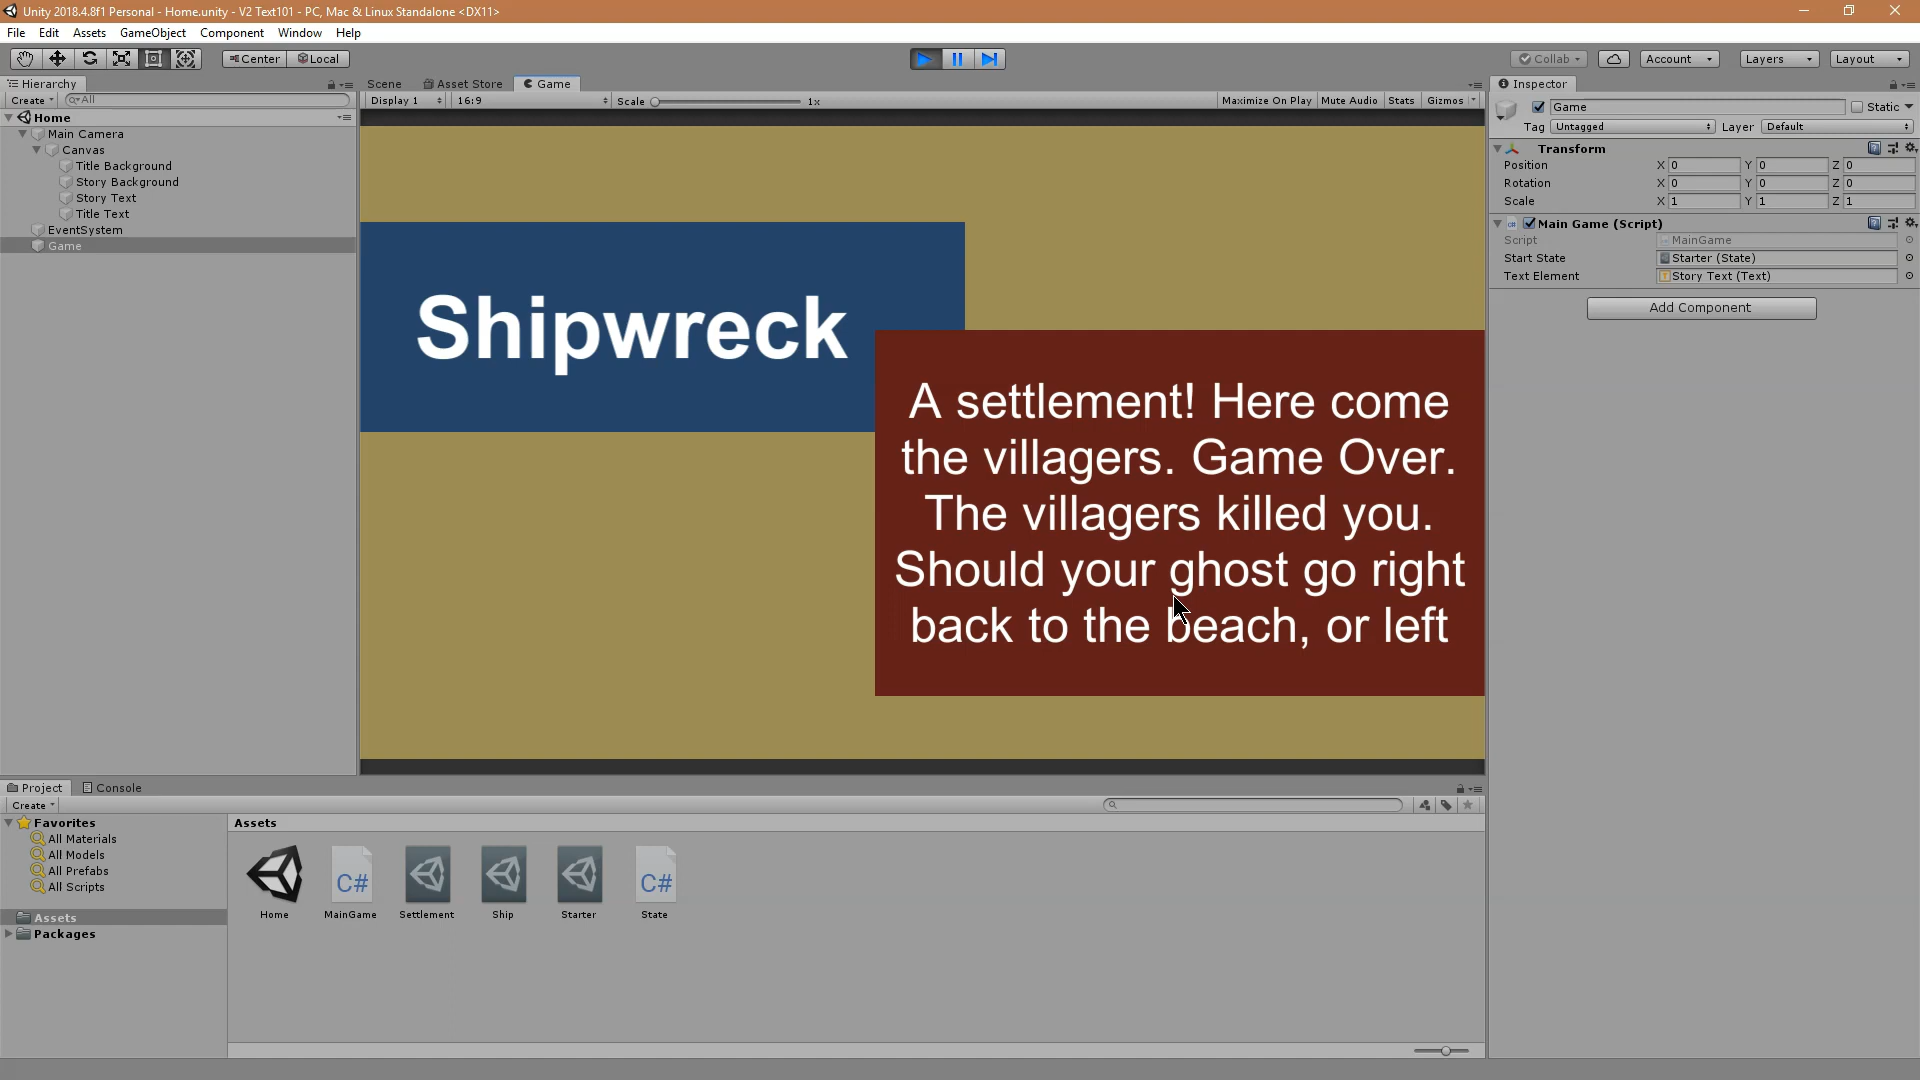 Unity 2018.4.8f1 Personal - Home.unity - V2 Text101 - PC, Mac & Linux Standalone <DX11>
File Edit Assets GameObject Component Window Help
Center Local
Collab Account Layers Layout
Hierarchy
Create All
Home
Main Camera
Canvas
Title Background
Story Background
Story Text
Title Text
EventSystem
Game
Scene Asset Store Game
Display 1 16:9 Scale 1x Maximize On Play Mute Audio Stats Gizmos
Shipwreck
A settlement! Here come
the villagers. Game Over.
The villagers killed you.
Should your ghost go right
back to the beach, or left
Inspector
Game Static
Tag Untagged Layer Default
Transform
Position X 0 Y 0 Z 0
Rotation X 0 Y 0 Z 0
Scale X 1 Y 1 Z 1
Main Game (Script)
Script MainGame
Start State Starter (State)
Text Element Story Text (Text)
Add Component
Project Console
Create
Favorites
All Materials
All Models
All Prefabs
All Scripts
Assets
Packages
Assets
C# C#
Home MainGame Settlement Ship Starter State